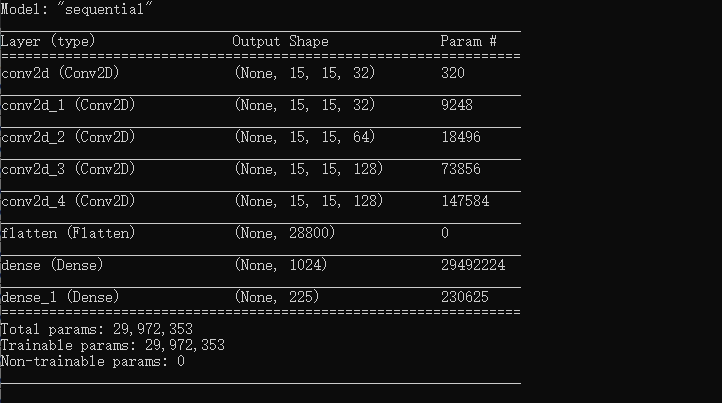 Model: "sequential"
Layer (type) Output Shape Param #
conv2d (Conv2D) (None, 15, 15, 32) 320
conv2d_1 (Conv2D) (None, 15, 15, 32) 9248
conv2d_2 (Conv2D) (None, 15, 15, 64) 18496
conv2d_3 (Conv2D) (None, 15, 15, 128) 73856
conv2d_4 (Conv2D) (None, 15, 15, 128) 147584
flatten (Flatten) (None, 28800) 0
dense (Dense) (None, 1024) 29492224
dense_1 (Dense) (None, 225) 230625
Total params: 29,972,353
Trainable params: 29,972,353
Non-trainable params: 0